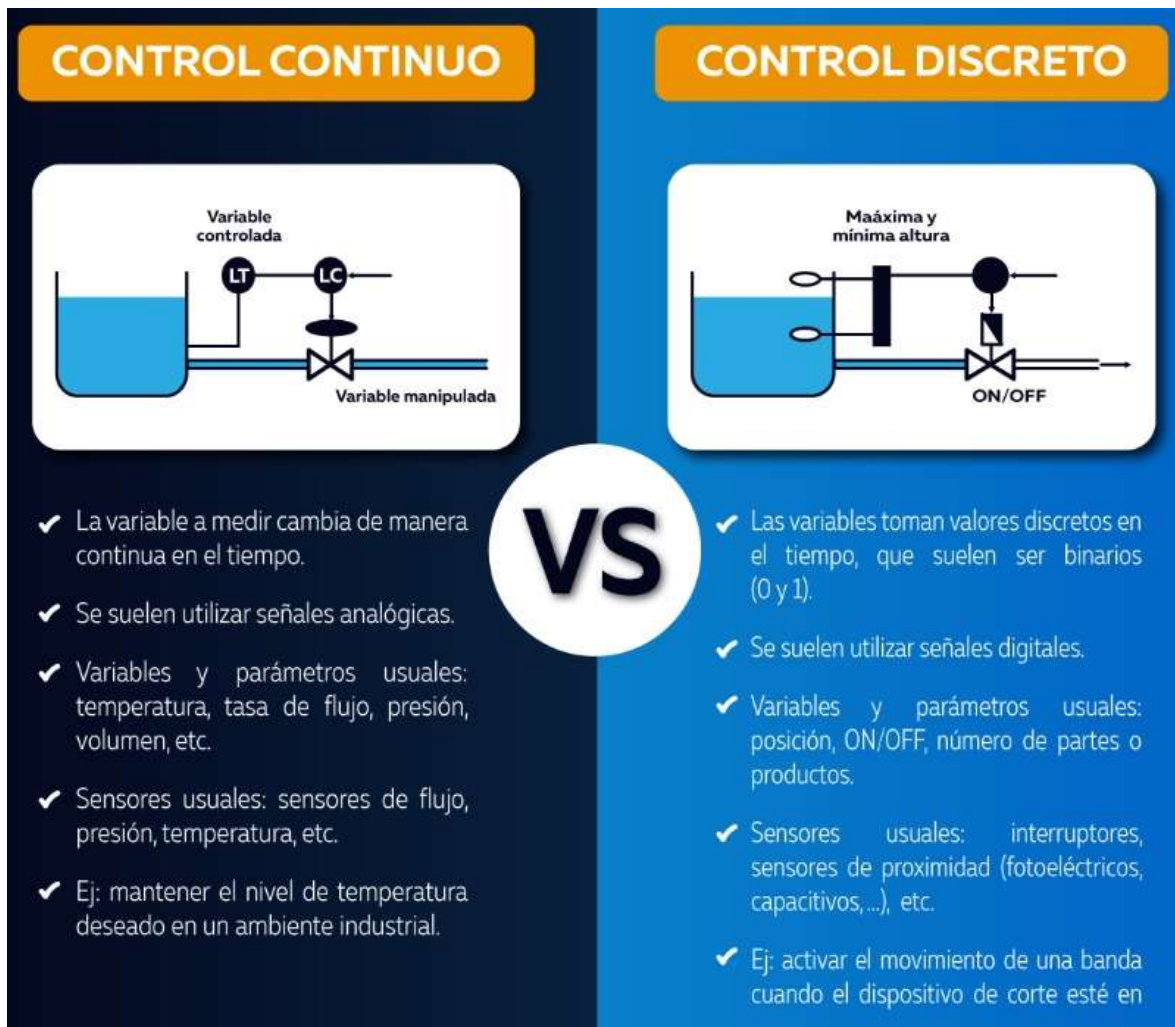 CONTROL CONTINUO
Variable
controlada
LT
LC
Variable manipulada
✔ La variable a medir cambia de manera
continua en el tiempo.
✔ Se suelen utilizar señales analógicas.
✔ Variables y parámetros usuales:
temperatura, tasa de flujo, presión,
volumen, etc.
✔ Sensores usuales: sensores de flujo,
presión, temperatura, etc.
✔ Ej: mantener el nivel de temperatura
deseado en un ambiente industrial.
VS
CONTROL DISCRETO
Maáxima y
mínima altura
ON/OFF
✔ Las variables toman valores discretos en
el tiempo, que suelen ser binarios
(0 y 1).
✔ Se suelen utilizar señales digitales.
✔ Variables y parámetros usuales:
posición, ON/OFF, número de partes o
productos.
✔ Sensores usuales: interruptores,
sensores de proximidad (fotoeléctricos,
capacitivos,...), etc.
✔ Ej: activar el movimiento de una banda
cuando el dispositivo de corte esté en